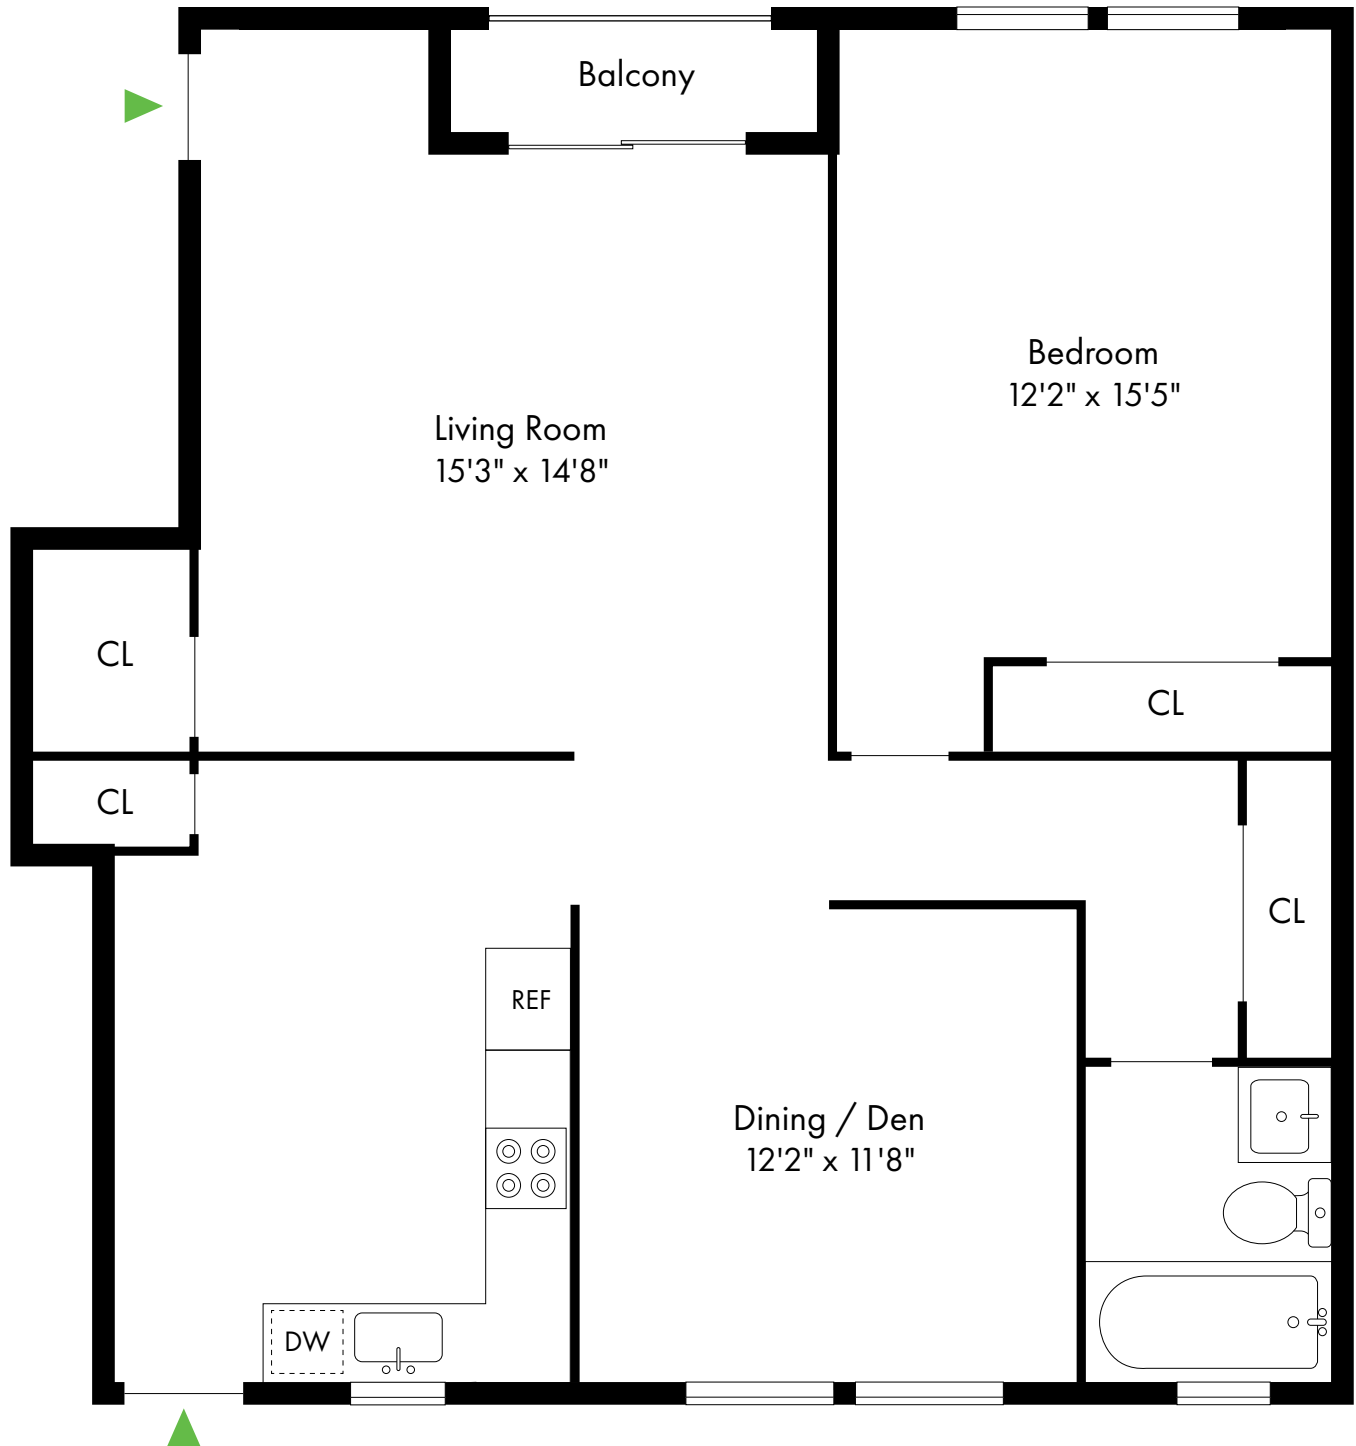 Balcony
Bedroom
12'2" x 15'5"
Living Room
15'3" x 14'8"
CL
CL
CL
CL
REF
Dining / Den
12'2" x 11'8"
DW